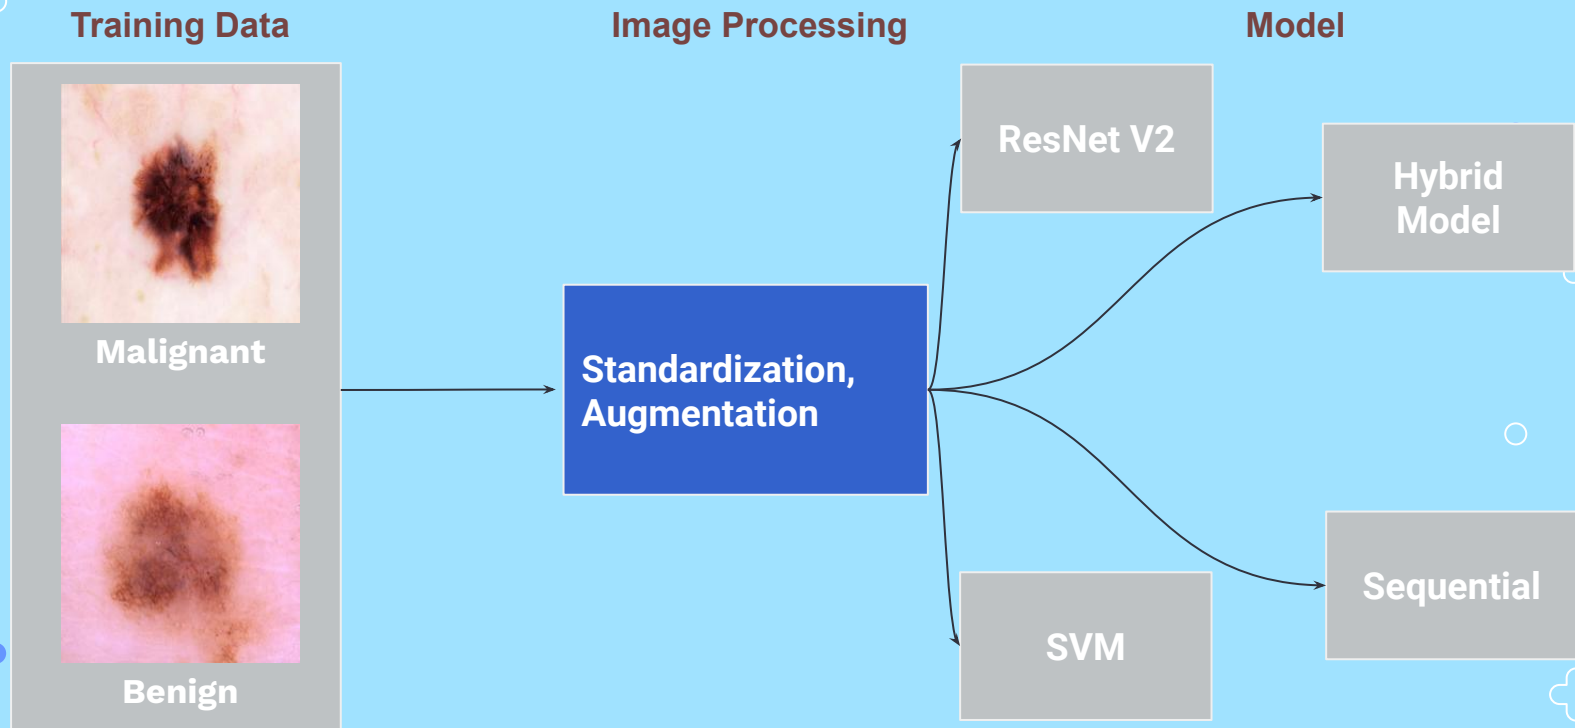 Training Data
Image Processing
Model
Malignant
Benign
Standardization,
Augmentation
ResNet V2
Hybrid
Model
SVM
Sequential